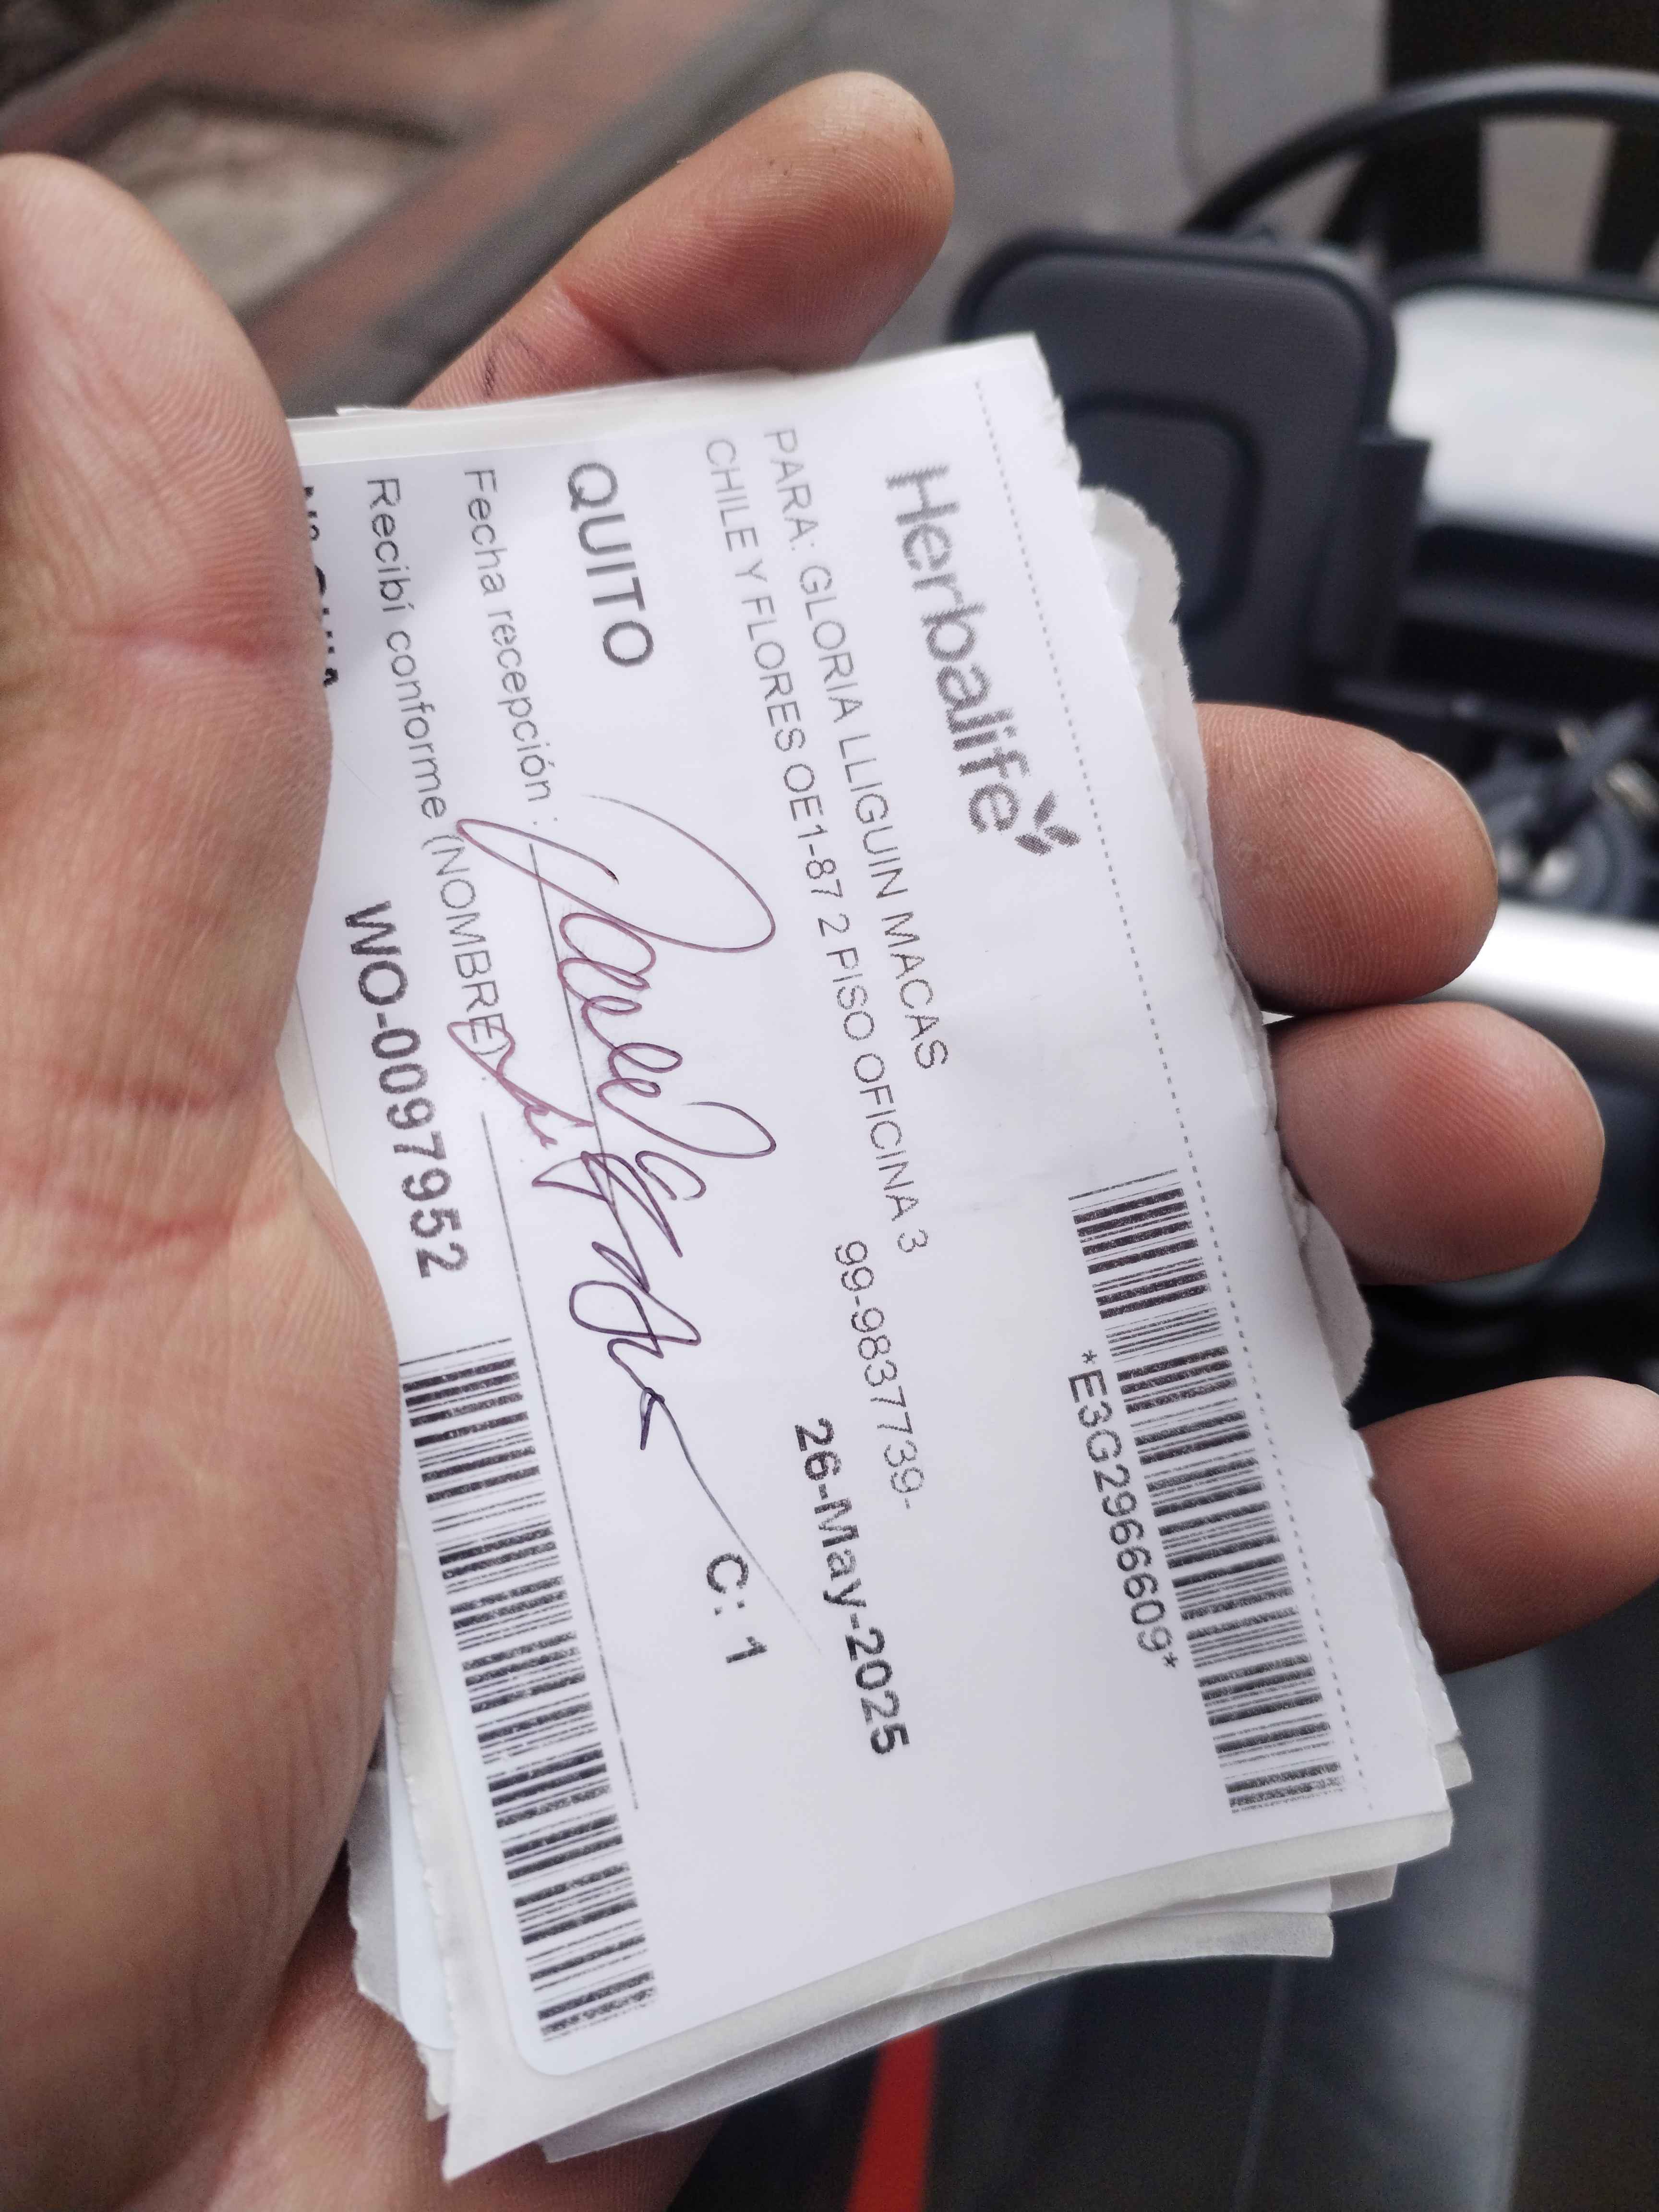 Herbalife
*E3G2966609*
PARA: GLORIA LLIGUIN MACAS
CHILE Y FLORES OE1-87 2 PISO OFICINA 3
99-9837739-
26-May-2025
QUITO
C: 1
Fecha recepción :
Recibí conforme (NOMBRE)
WO-0097952